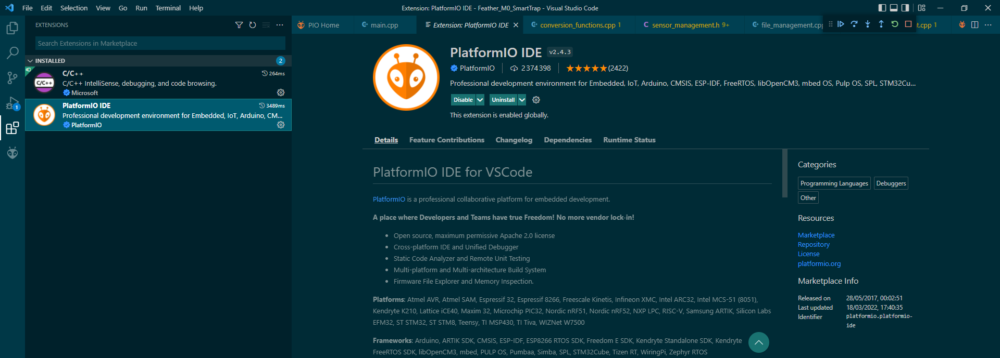 File Edit Selection View Go Run Terminal Help
Extension: PlatformIO IDE - Feather_M0_SmartTrap - Visual Studio Code
EXTENSIONS
Search Extensions in Marketplace
INSTALLED
2
C/C++
C/C++
264ms
C/C++ IntelliSense, debugging, and code browsing.
Microsoft
1
PlatformIO IDE
3489ms
Professional development environment for Embedded, IoT, Arduino, CM...
PlatformIO
PIO Home
main.cpp
Extension: PlatformIO IDE
conversion_functions.cpp 1
sensor_management.h 9+
file_management.cpp
t.cpp 1
PlatformIO IDE
v2.4.3
PlatformIO
2 374 398
(2422)
Professional development environment for Embedded, IoT, Arduino, CMSIS, ESP-IDF, FreeRTOS, libOpenCM3, mbed OS, Pulp OS, SPL, STM32Cu...
Disable
Uninstall
This extension is enabled globally.
Details Feature Contributions Changelog Dependencies Runtime Status
PlatformIO IDE for VSCode
PlatformIO is a professional collaborative platform for embedded development.
A place where Developers and Teams have true Freedom! No more vendor lock-in!
• Open source, maximum permissive Apache 2.0 license
• Cross-platform IDE and Unified Debugger
• Static Code Analyzer and Remote Unit Testing
• Multi-platform and Multi-architecture Build System
• Firmware File Explorer and Memory Inspection.
Platforms: Atmel AVR, Atmel SAM, Espressif 32, Espressif 8266, Freescale Kinetis, Infineon XMC, Intel ARC32, Intel MCS-51 (8051),
Kendryte K210, Lattice iCE40, Maxim 32, Microchip PIC32, Nordic nRF51, Nordic nRF52, NXP LPC, RISC-V, Samsung ARTIK, Silicon Labs
EFM32, ST STM32, ST STM8, Teensy, TI MSP430, TI Tiva, WIZNet W7500
Frameworks: Arduino, ARTIK SDK, CMSIS, ESP-IDF, ESP8266 RTOS SDK, Freedom E SDK, Kendryte Standalone SDK, Kendryte
FreeRTOS SDK, libOpenCM3, mbed, PULP OS, Pumbaa, Simba, SPL, STM32Cube, Tizen RT, WiringPi, Zephyr RTOS
Categories
Programming Languages
Debuggers
Other
Resources
Marketplace
Repository
License
platformio.org
Marketplace Info
Released on 28/05/2017, 00:02:51
Last updated 18/03/2022, 17:40:35
Identifier platformio.platformio-
ide